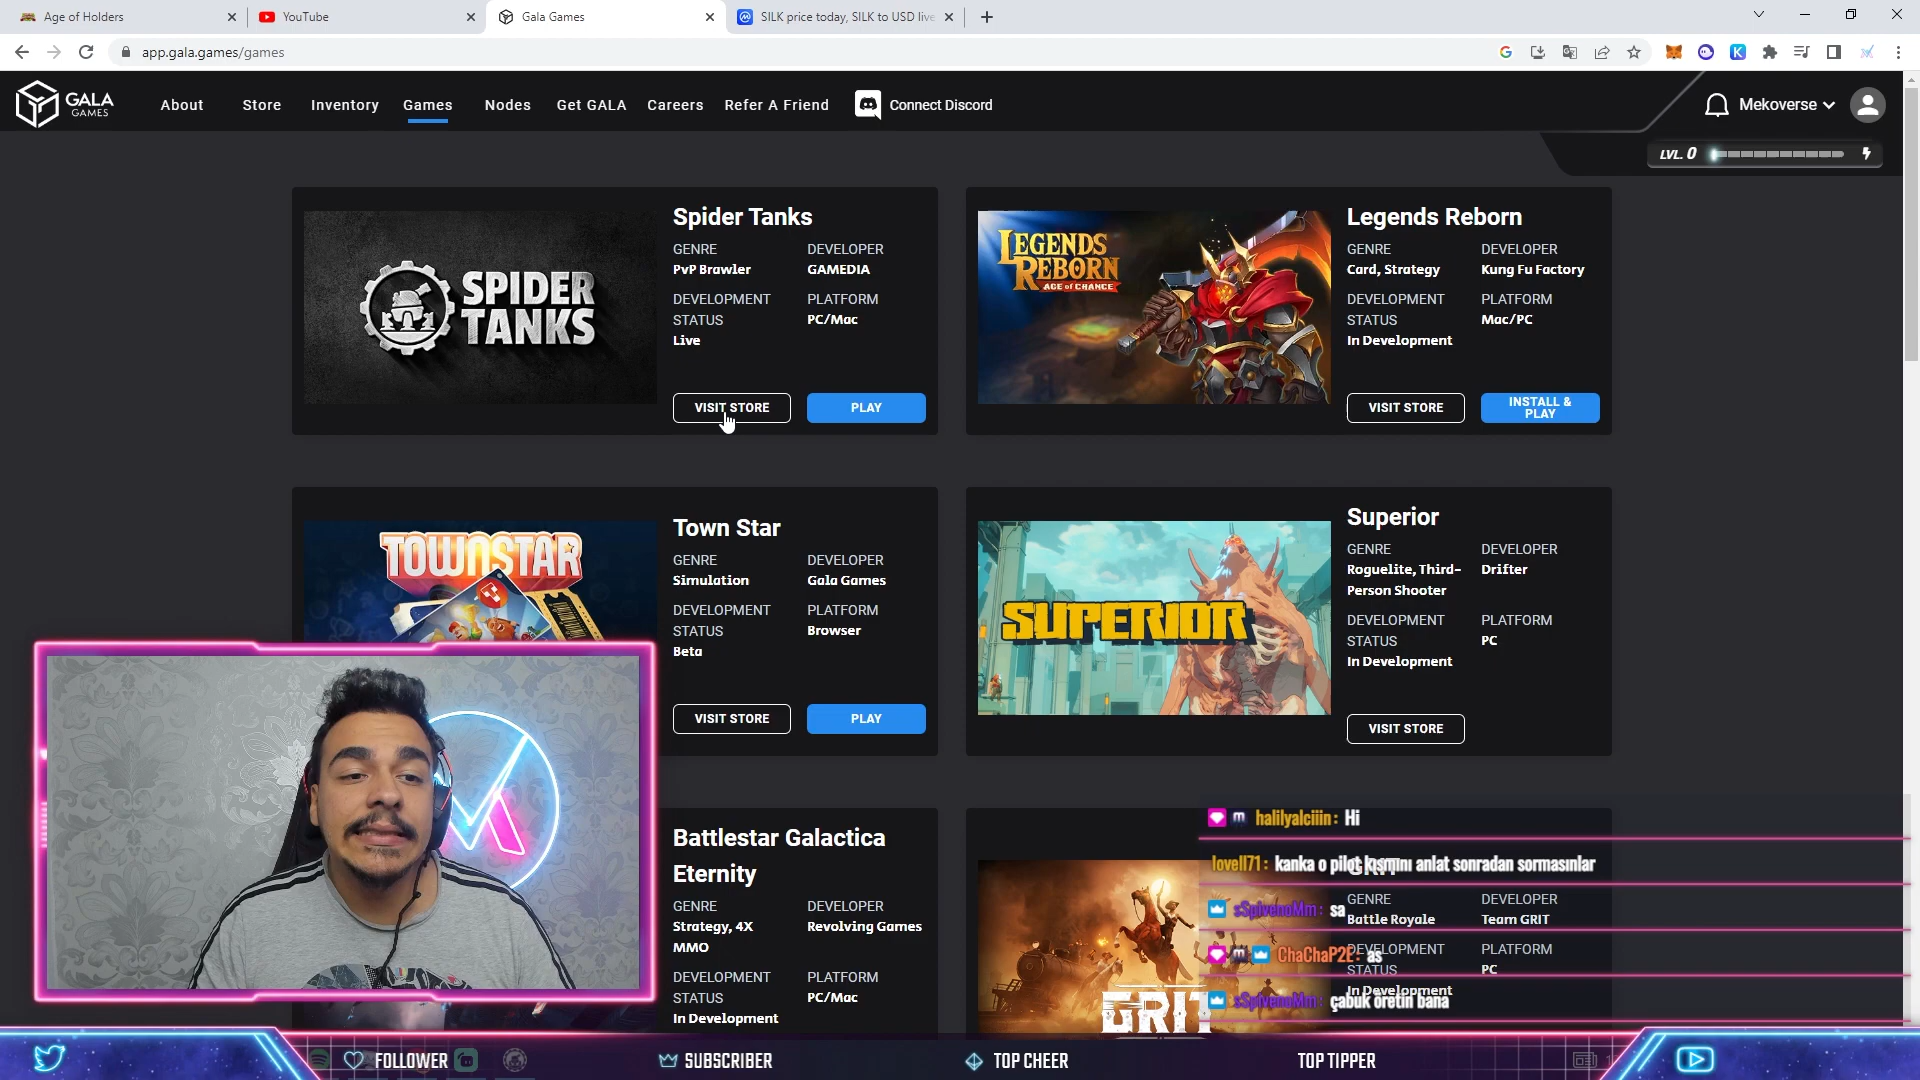 Age of Holders
YouTube
Gala Games
SILK price today, SILK to USD live
app.gala.games/games
GALA
GAMES
About
Store
Inventory
Games
Nodes
Get GALA
Careers
Refer A Friend
Connect Discord
Mekoverse
LVL. 0
SPIDER
TANKS
Spider Tanks
GENRE
DEVELOPER
PvP Brawler
GAMEDIA
DEVELOPMENT
STATUS
PLATFORM
Live
PC/Mac
VISIT STORE
PLAY
LEGENDS
REBORN
AGE of CHANCE
Legends Reborn
GENRE
DEVELOPER
Card, Strategy
Kung Fu Factory
DEVELOPMENT
STATUS
PLATFORM
In Development
Mac/PC
VISIT STORE
INSTALL &
PLAY
TOWNSTAR
Town Star
GENRE
DEVELOPER
Simulation
Gala Games
DEVELOPMENT
STATUS
PLATFORM
Beta
Browser
VISIT STORE
PLAY
SUPERIOR
Superior
GENRE
DEVELOPER
Roguelite, Third-
Person Shooter
Drifter
DEVELOPMENT
STATUS
PLATFORM
In Development
PC
VISIT STORE
Battlestar Galactica
Eternity
GENRE
DEVELOPER
Strategy, 4X
MMO
Revolving Games
DEVELOPMENT
STATUS
PLATFORM
In Development
PC/Mac
GRIT
GRIT
GENRE
DEVELOPER
Battle Royale
Team GRIT
DEVELOPMENT
STATUS
PLATFORM
In Development
PC
halilyalciiin: Hi
lovell71: kanka o pilot kısmını anlat sonradan sormasınlar
sSpivenoMm: sa
ChaChaP2E: as
sSpivenoMm: çabuk öretin bana
FOLLOWER
SUBSCRIBER
TOP CHEER
TOP TIPPER